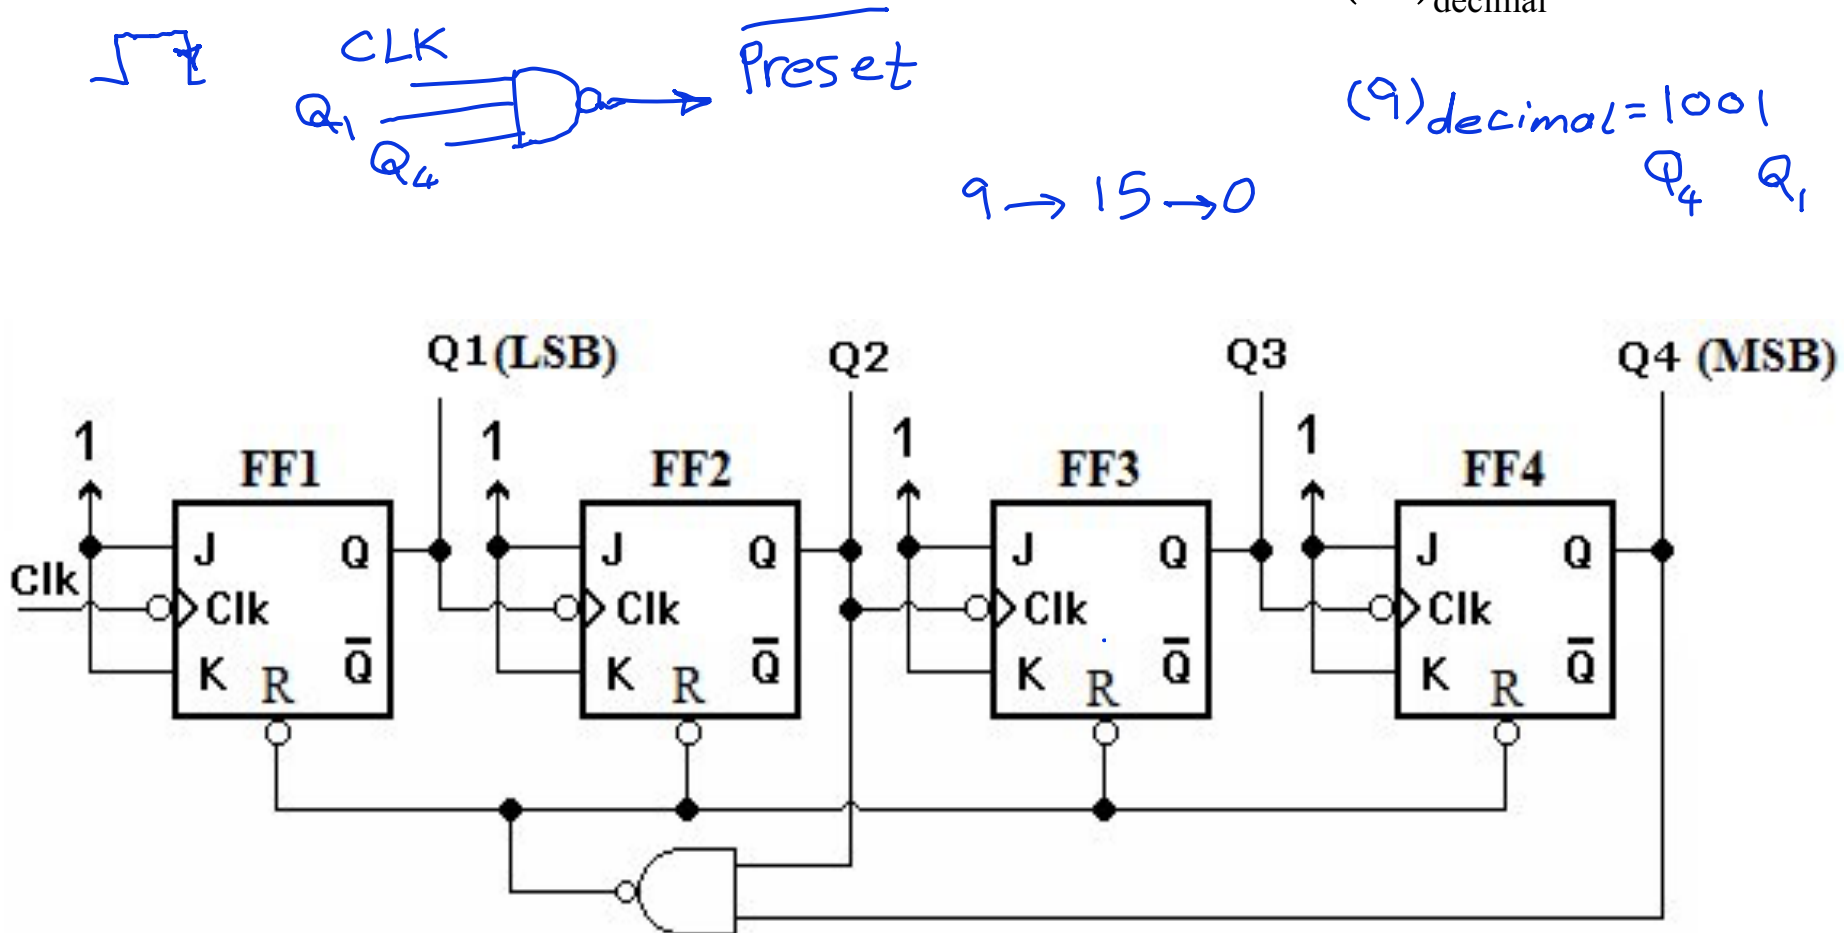 decimal
CLK
Preset
Q1
Q4
(9)decimal=1001
Q4 Q1
9→15→0
Q1(LSB) Q2 Q3 Q4 (MSB)
1 1 1 1
FF1 FF2 FF3 FF4
J Q J Q J Q J Q
Clk Clk Clk Clk Clk
K R Q̅ K R Q̅ K R Q̅ K R Q̅